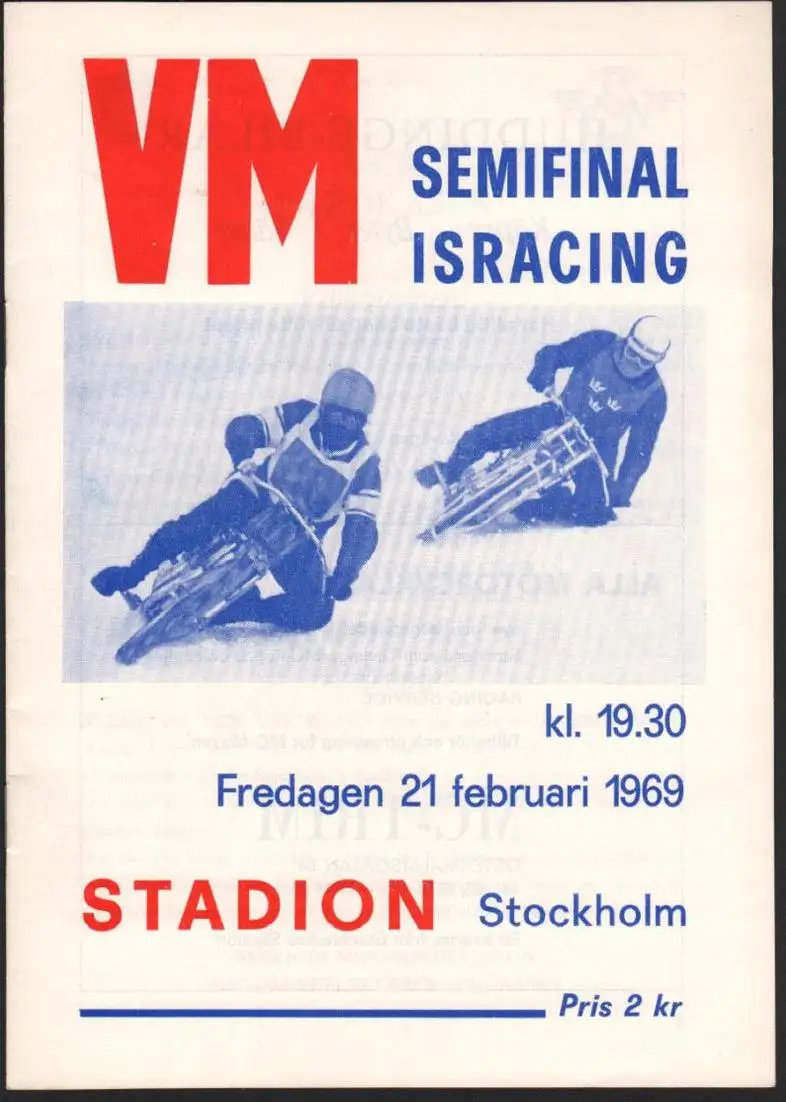 VM
SEMIFINAL
ISRACING
kl. 19.30
Fredagen 21 februari 1969
STADION Stockholm
Pris 2 kr